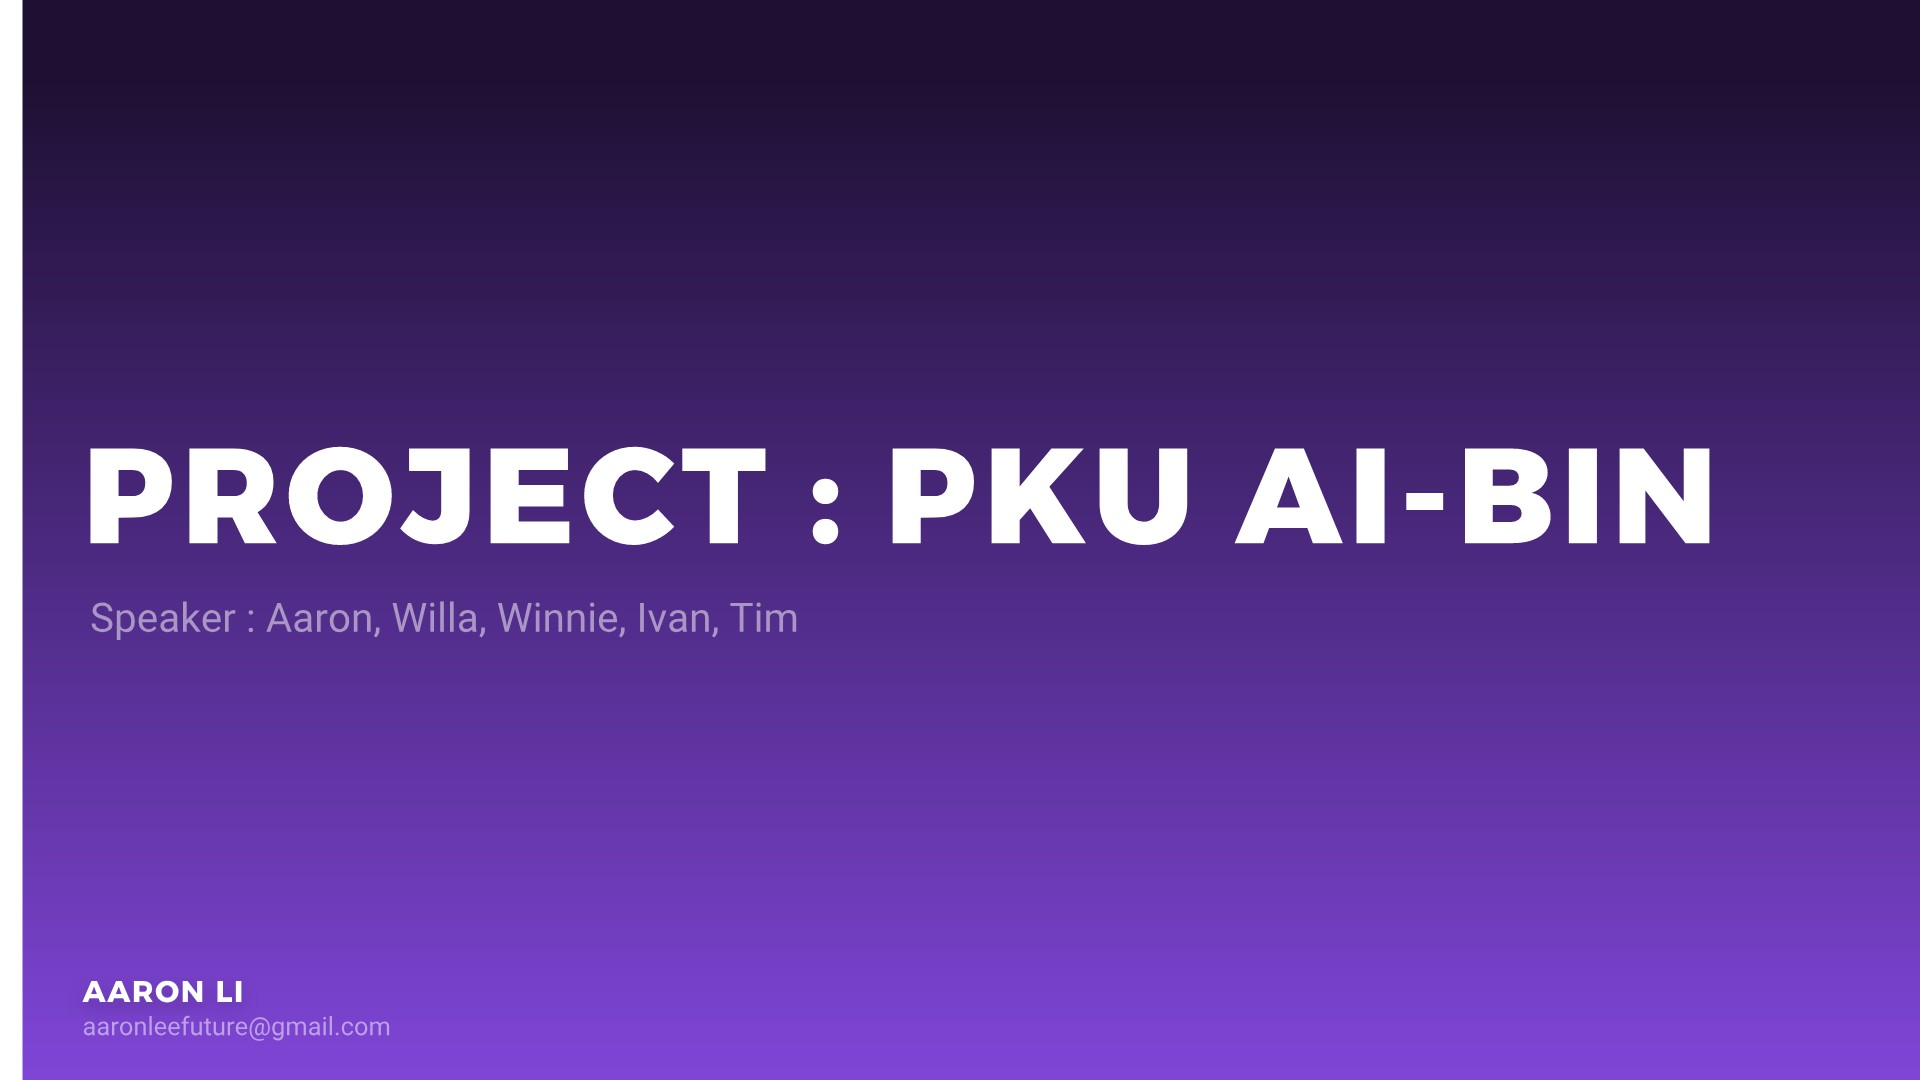 PROJECT : PKU AI-BIN
Speaker : Aaron, Willa, Winnie, Ivan, Tim
AARON LI
aaronleefuture@gmail.com